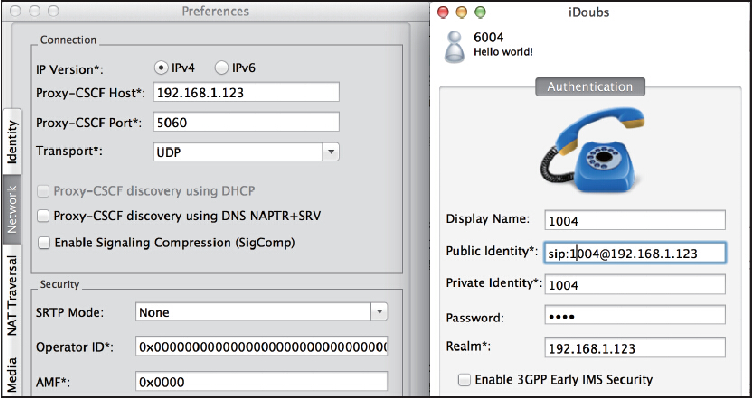 Preferences
Connection
IP Version*: IPv4 IPv6
Proxy-CSCF Host*: 192.168.1.123
Proxy-CSCF Port*: 5060
Transport*: UDP
Proxy-CSCF discovery using DHCP
Proxy-CSCF discovery using DNS NAPTR+SRV
Enable Signaling Compression (SigComp)
Security
SRTP Mode: None
Operator ID*: 0x00000000000000000000000000000
AMF*: 0x0000
Identity
Network
NAT Traversal
Media
iDoubs
6004
Hello world!
Authentication
Display Name: 1004
Public Identity*: sip:1004@192.168.1.123
Private Identity*: 1004
Password: ••••
Realm*: 192.168.1.123
Enable 3GPP Early IMS Security